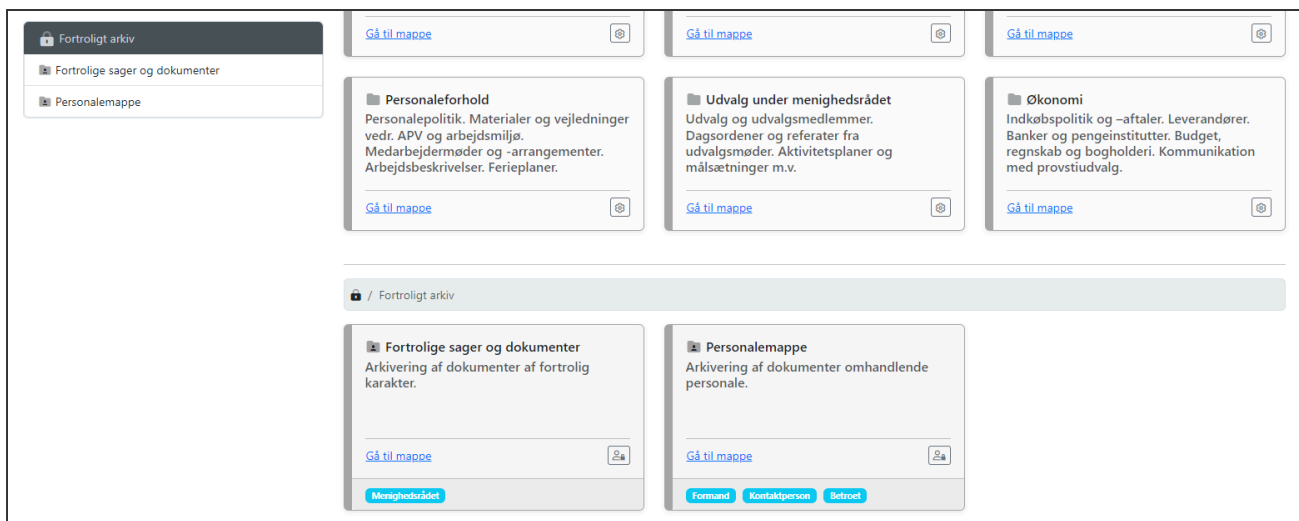 Fortroligt arkiv
Fortrolige sager og dokumenter
Personalemappe
Gå til mappe
Gå til mappe
Gå til mappe
Personaleforhold
Personalepolitik. Materialer og vejledninger
vedr. APV og arbejdsmiljø.
Medarbejdermøder og -arrangementer.
Arbejdsbeskrivelser. Ferieplaner.
Gå til mappe
Udvalg under menighedsrådet
Udvalg og udvalgsmedlemmer.
Dagsordener og referater fra
udvalgsmøder. Aktivitetsplaner og
målsætninger m.v.
Gå til mappe
Økonomi
Indkøbspolitik og –aftaler. Leverandører.
Banker og pengeinstitutter. Budget,
regnskab og bogholderi. Kommunikation
med provstiudvalg.
Gå til mappe
/ Fortroligt arkiv
Fortrolige sager og dokumenter
Arkivering af dokumenter af fortrolig
karakter.
Gå til mappe
Menighedsrådet
Personalemappe
Arkivering af dokumenter omhandlende
personale.
Gå til mappe
Formand Kontaktperson Betroet